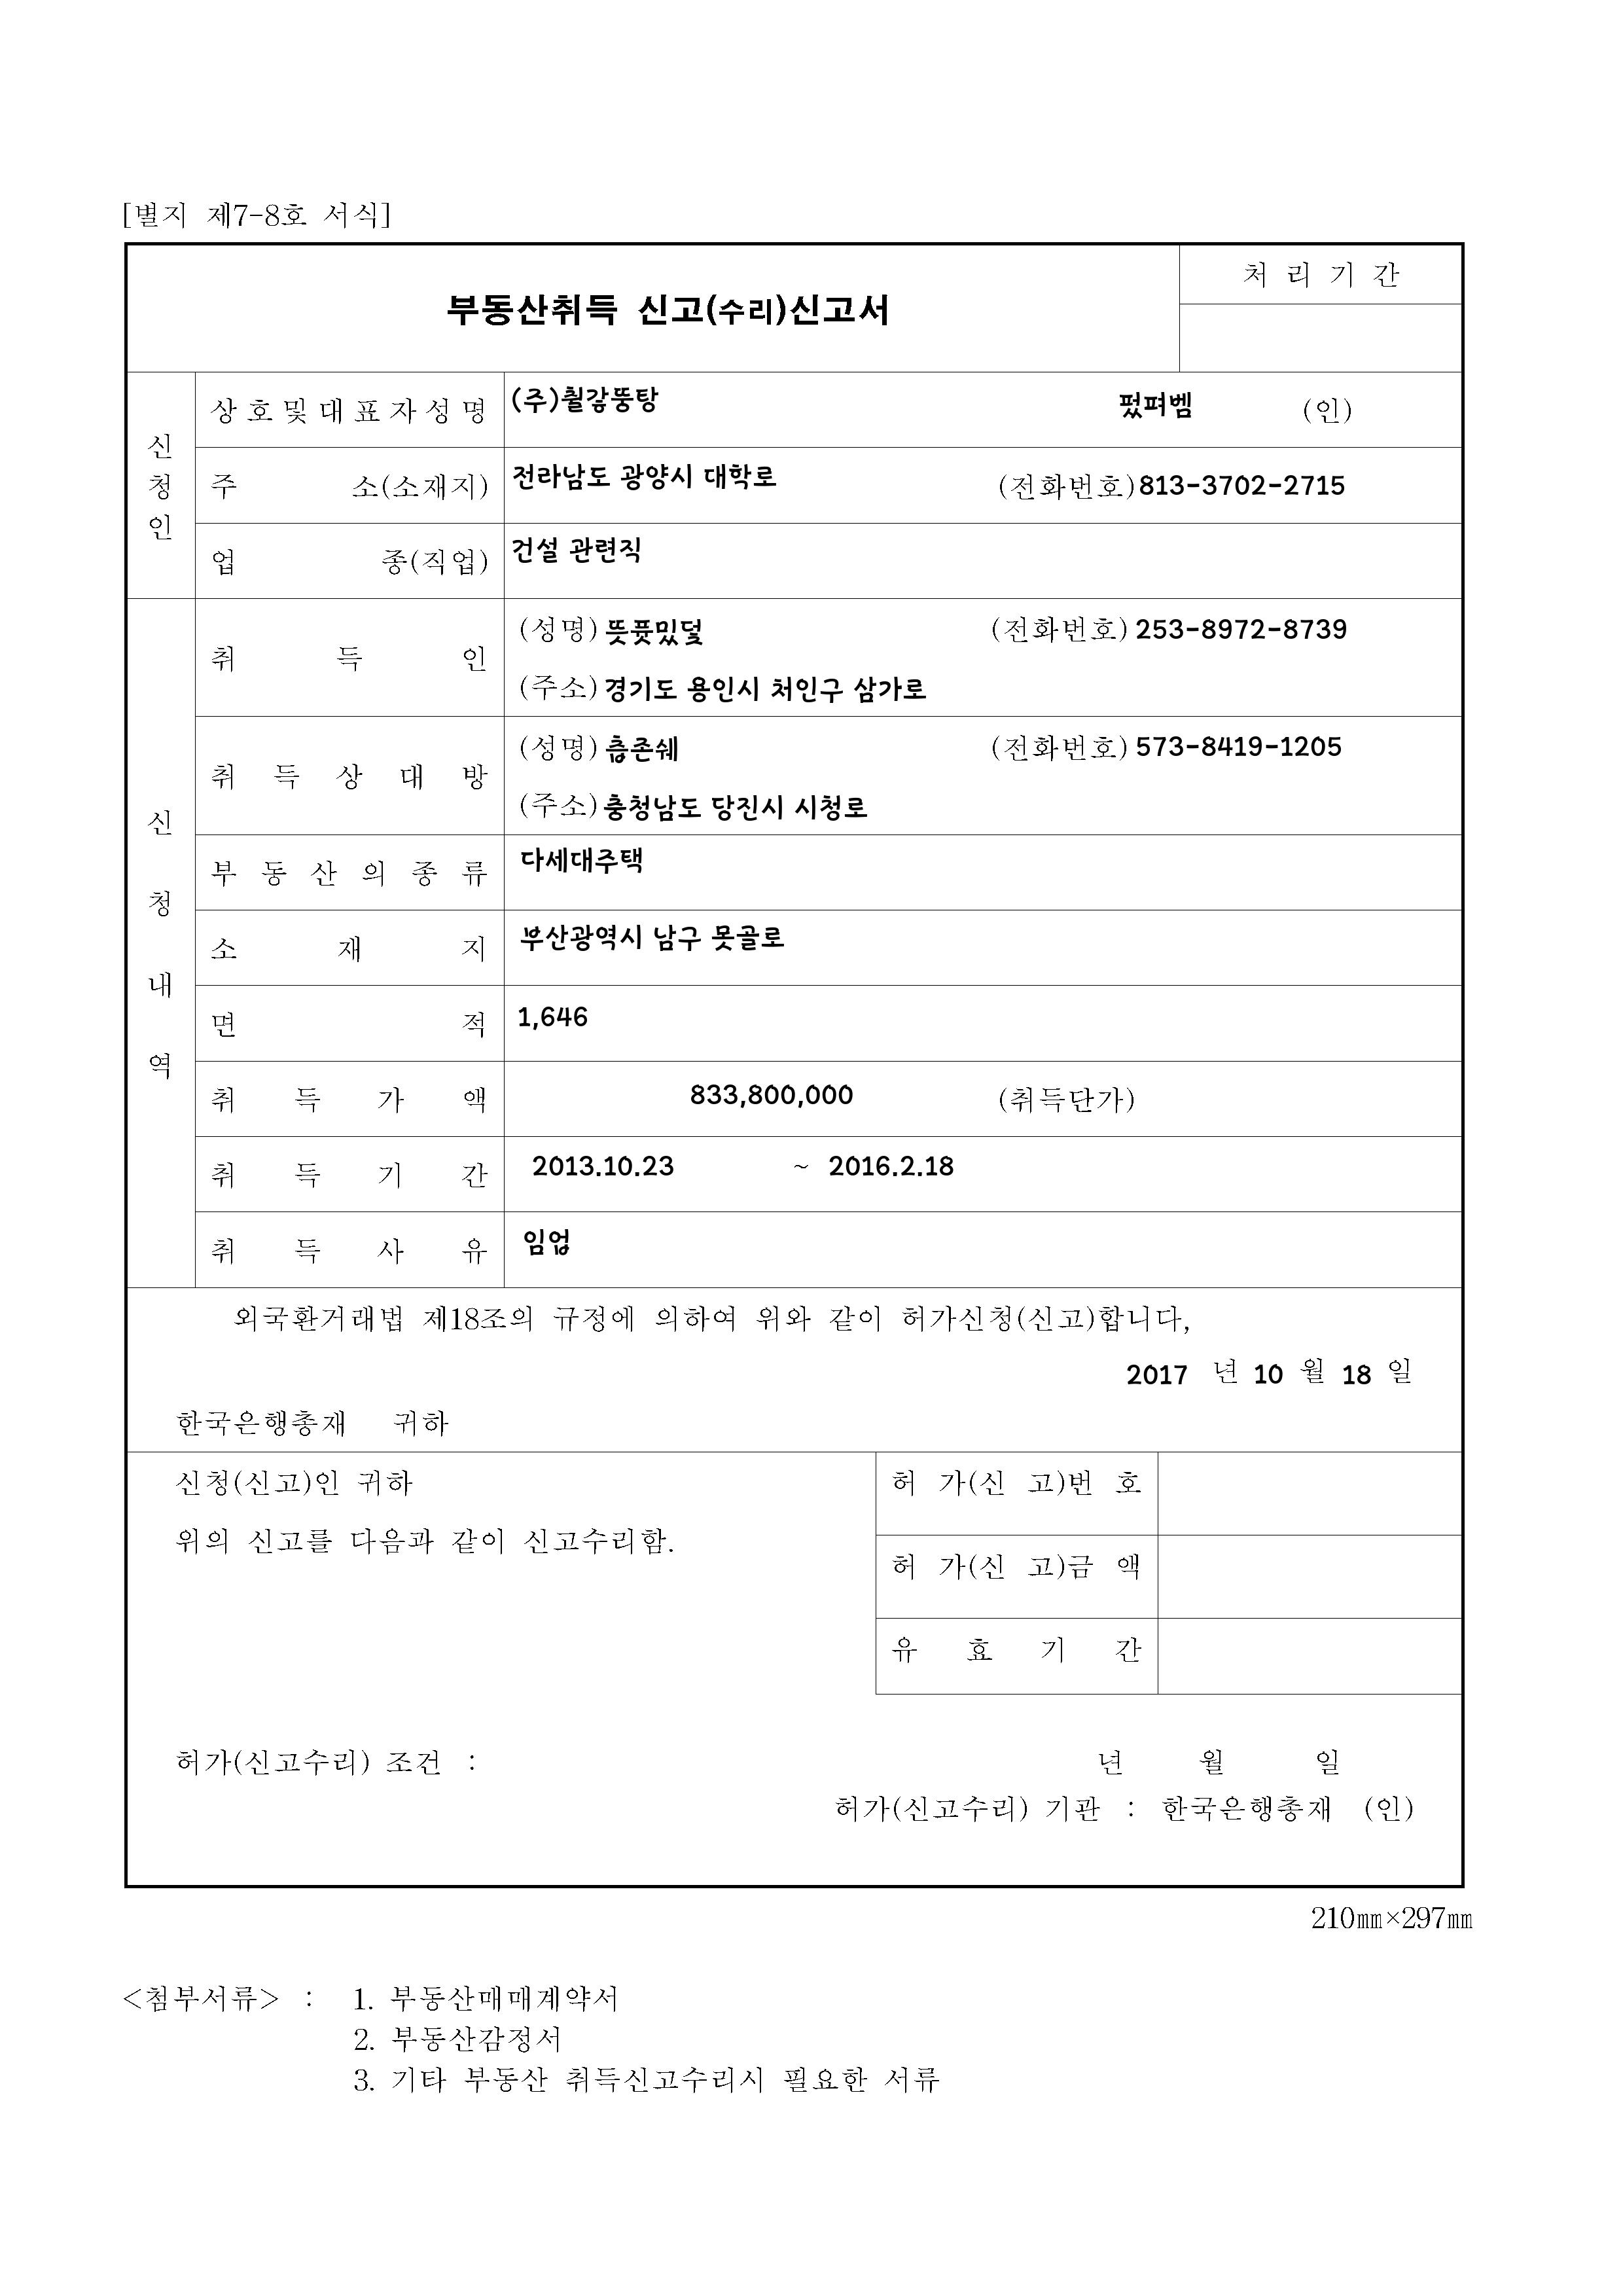 [별지 제7-8호 서식]
부동산취득 신고(수리)신고서
처 리 기 간
신청인
상호및대표자성명 (주)췰갚뚱탕 펐펴벰 (인)
주 소(소재지) 전라남도 광양시 대학로 (전화번호) 813-3702-2715
업 종(직업) 건설 관련직
신청내역
취 득 인 (성명) 뜻퓻밌덫 (전화번호) 253-8972-8739
(주소) 경기도 용인시 처인구 삼가로
취 득 상 대 방 (성명) 츦존쉐 (전화번호) 573-8419-1205
(주소) 충청남도 당진시 시청로
부 동 산 의 종 류 다세대주택
소 재 지 부산광역시 남구 못골로
면 적 1,646
취 득 가 액 833,800,000 (취득단가)
취 득 기 간 2013.10.23 ~ 2016.2.18
취 득 사 유 임업
외국환거래법 제18조의 규정에 의하여 위와 같이 허가신청(신고)합니다,
2017 년 10 월 18 일
한국은행총재 귀하
신청(신고)인 귀하
위의 신고를 다음과 같이 신고수리함.
허 가(신 고)번 호
허 가(신 고)금 액
유 효 기 간
허가(신고수리) 조건 :
년 월 일
허가(신고수리) 기관 : 한국은행총재 (인)
210㎜×297㎜
<첨부서류> : 1. 부동산매매계약서
2. 부동산감정서
3. 기타 부동산 취득신고수리시 필요한 서류